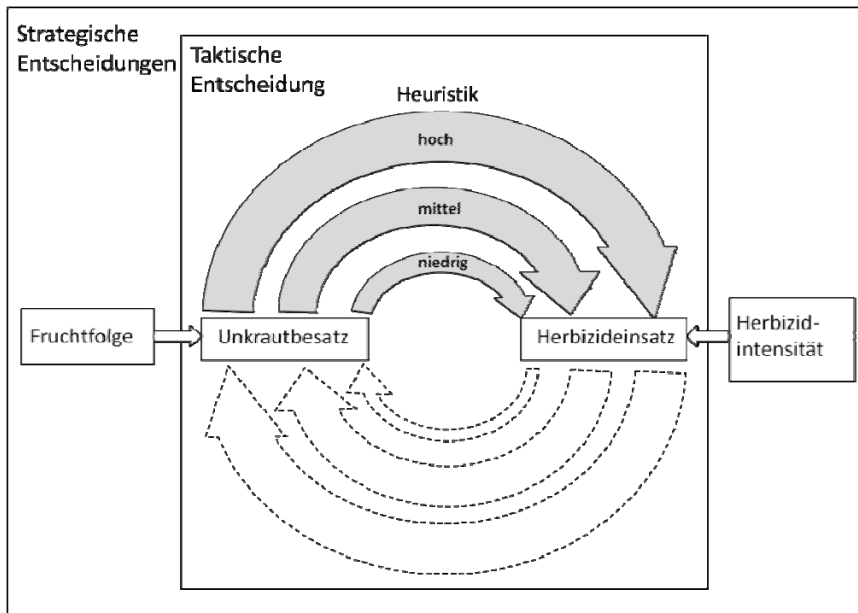 Strategische
Entscheidungen
Taktische
Entscheidung
Heuristik
hoch
mittel
niedrig
Fruchtfolge
Unkrautbesatz
Herbizideinsatz
Herbizid-
intensität